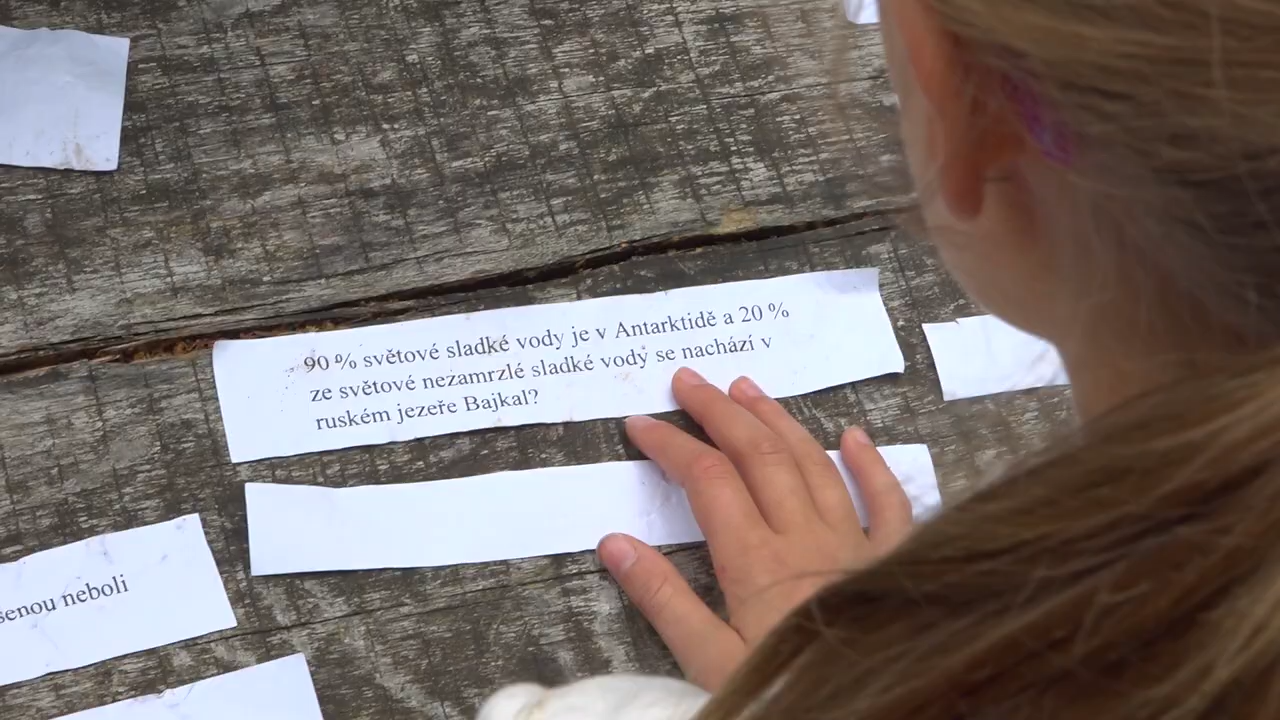 90 % světové sladké vody je v Antarktidě a 20 %
ze světové nezamrzlé sladké vody se nachází v
ruském jezeře Bajkal?
senou neboli